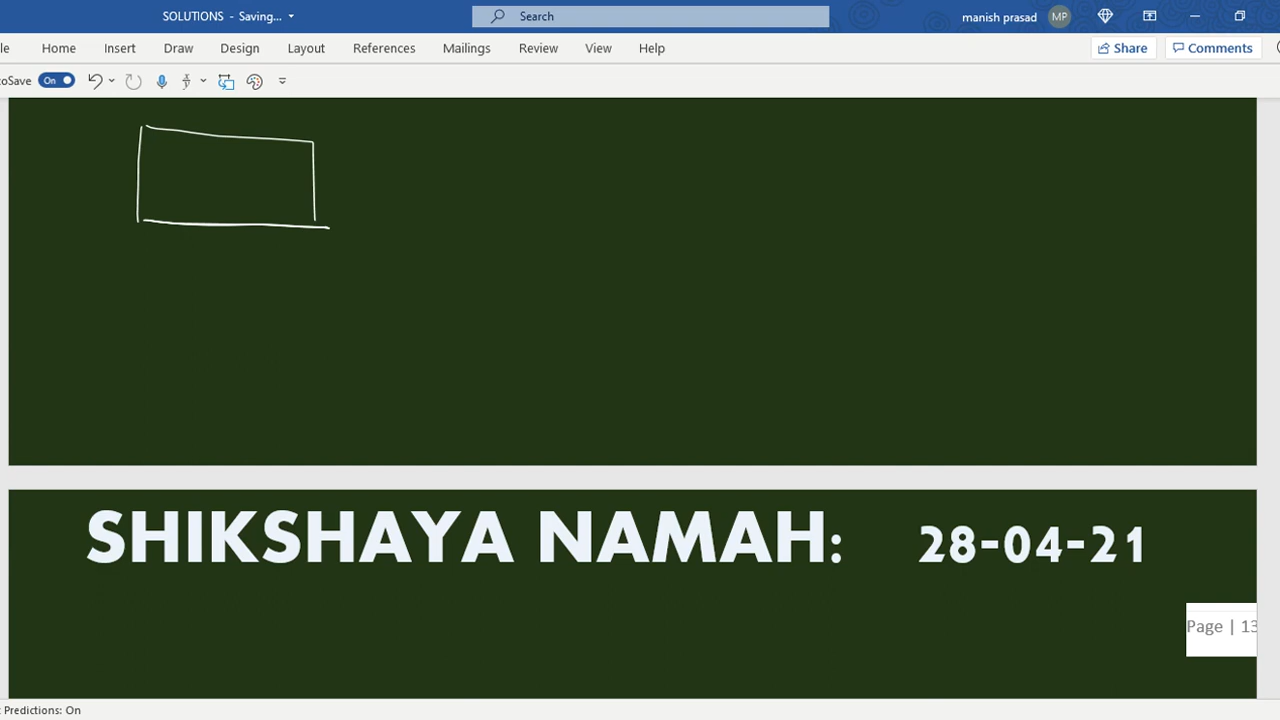 SOLUTIONS - Saving...
Search
manish prasad
MP
le
Home
Insert
Draw
Design
Layout
References
Mailings
Review
View
Help
Share
Comments
oSave
On
SHIKSHAYA NAMAH: 28-04-21
Page | 13
Predictions: On